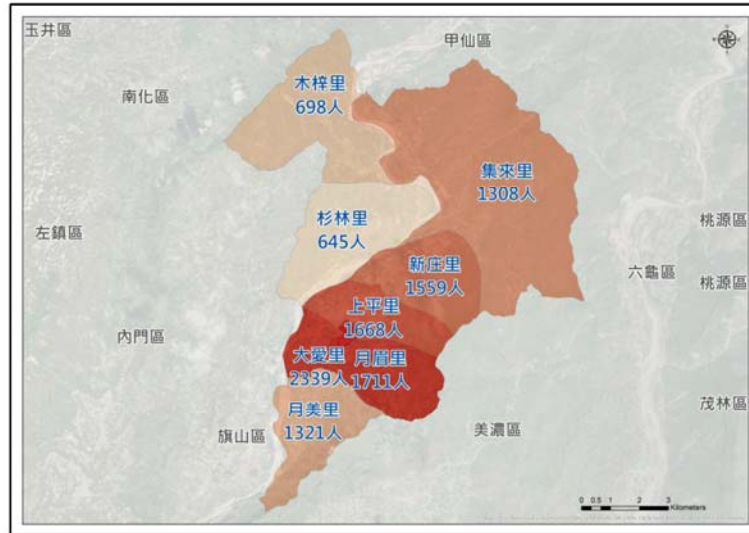 玉井區
甲仙區
木梓里
698人
南化區
集來里
1308人
杉林里
645人
左鎮區
桃源區
新庄里
1559人
六龜區
桃源區
上平里
1668人
內門區
大愛里
2339人
月眉里
1711人
月美里
1321人
茂林區
旗山區
美濃區
0 0.5 1 2 3
Kilometers